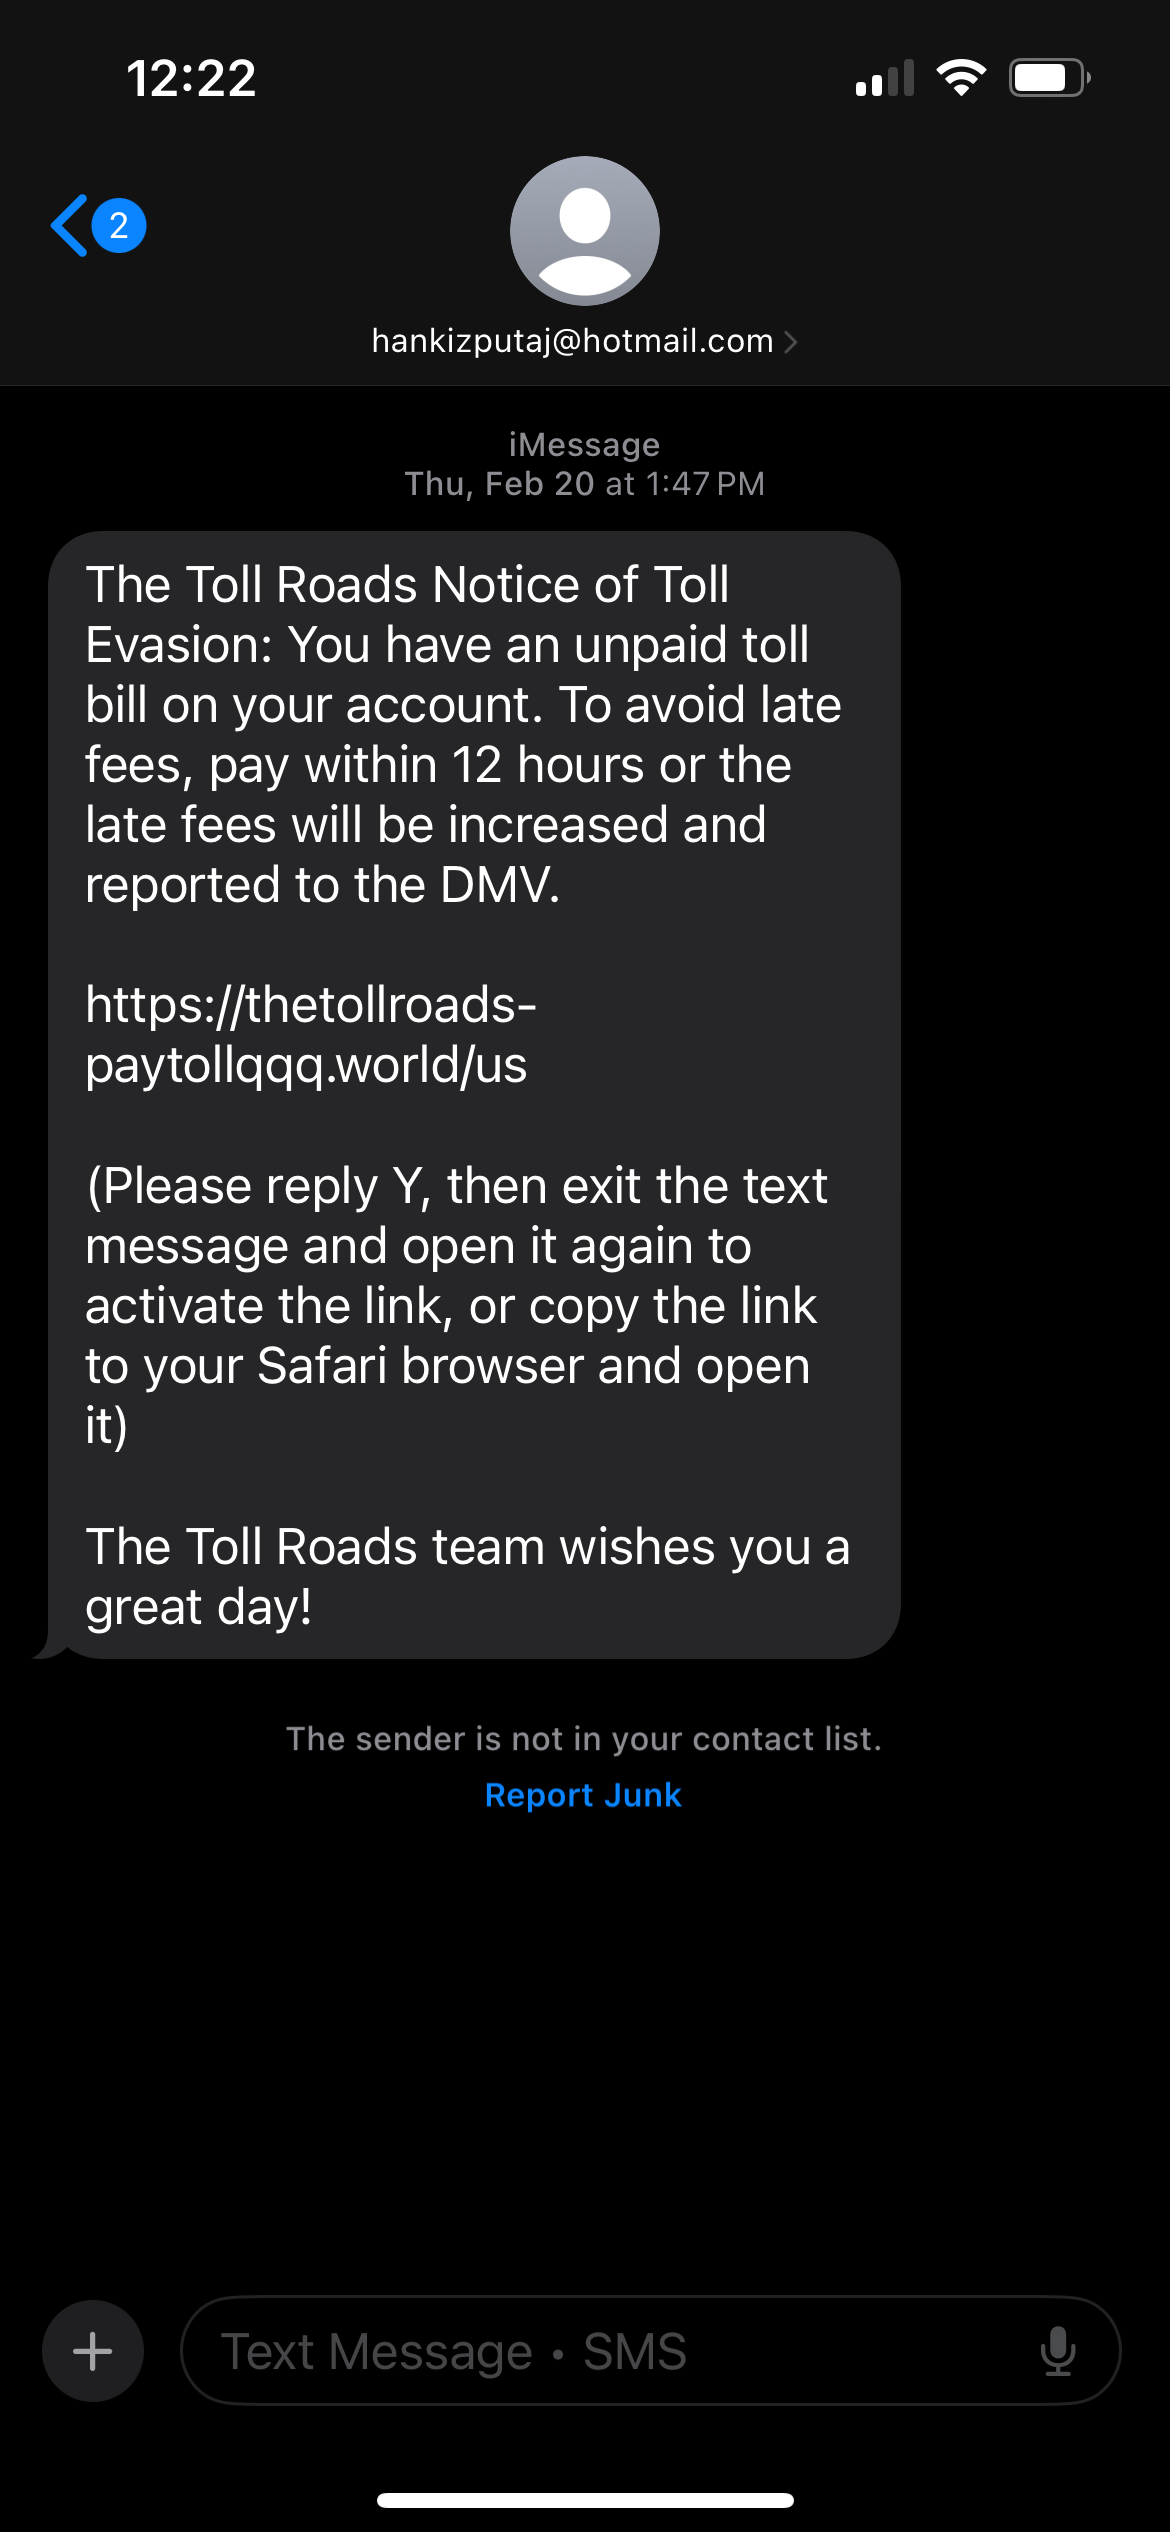 12:22
2
hankizputaj@hotmail.com
iMessage
Thu, Feb 20 at 1:47 PM
The Toll Roads Notice of Toll
Evasion: You have an unpaid toll
bill on your account. To avoid late
fees, pay within 12 hours or the
late fees will be increased and
reported to the DMV.
https://thetollroads-
paytollqqq.world/us
(Please reply Y, then exit the text
message and open it again to
activate the link, or copy the link
to your Safari browser and open
it)
The Toll Roads team wishes you a
great day!
The sender is not in your contact list.
Report Junk
Text Message • SMS